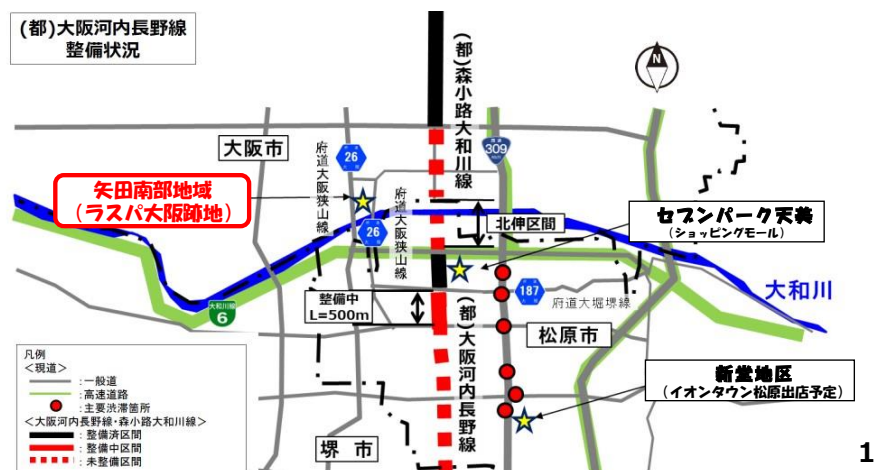 (都)大阪河内長野線
整備状況
(都)森小路大和川線
N
大阪市
府道大阪狭山線
26
309
矢田南部地域
(ラスパ大阪跡地)
26
府道大阪狭山線
北伸区間
セブンパーク天美
(ショッピングモール)
大和川線
6
整備中
L=500m
187
府道大堀堺線
大和川
(都)大阪河内長野線
松原市
新堂地区
(イオンタウン松原出店予定)
堺市
凡例
<現道>
:一般道
:高速道路
:主要渋滞箇所
<大阪河内長野線・森小路大和川線>
:整備済区間
:整備中区間
:未整備区間
1